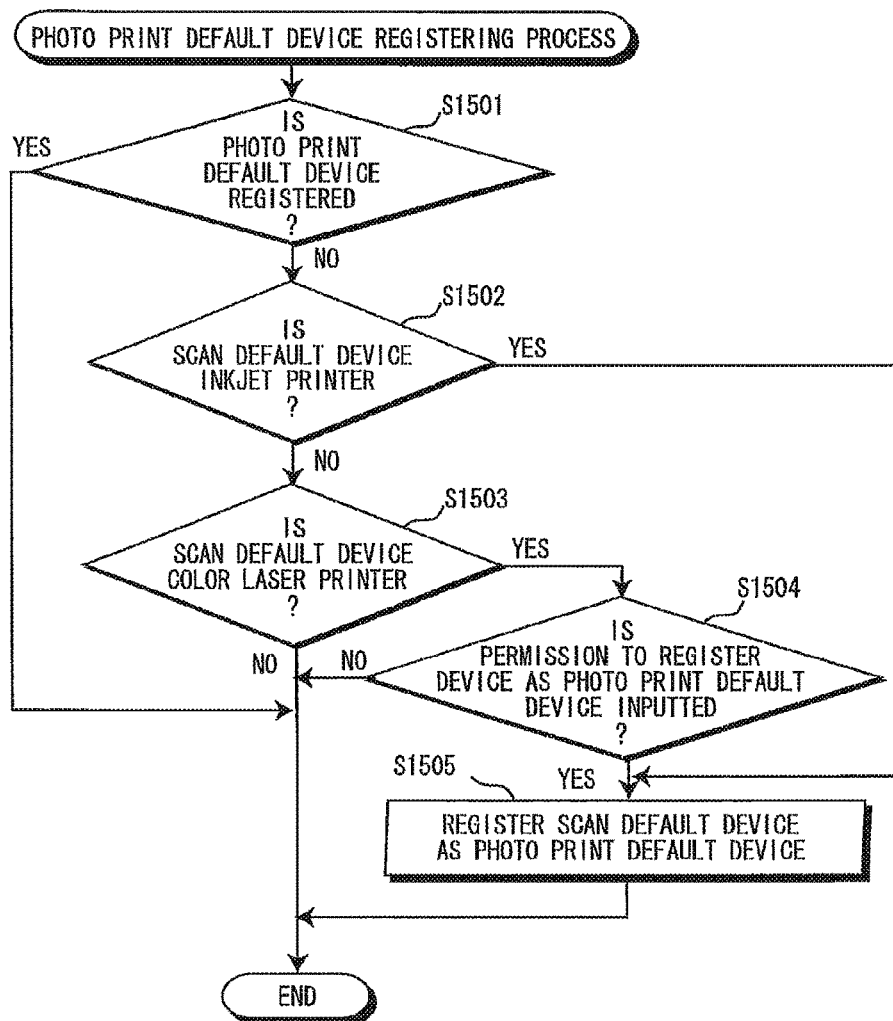 PHOTO PRINT DEFAULT DEVICE REGISTERING PROCESS
S1501
IS
PHOTO PRINT
DEFAULT DEVICE
REGISTERED
?
YES
NO
S1502
IS
SCAN DEFAULT DEVICE
INKJET PRINTER
?
YES
NO
S1503
IS
SCAN DEFAULT DEVICE
COLOR LASER PRINTER
?
YES
NO
S1504
IS
PERMISSION TO REGISTER
DEVICE AS PHOTO PRINT DEFAULT
DEVICE INPUTTED
?
NO
YES
S1505
REGISTER SCAN DEFAULT DEVICE
AS PHOTO PRINT DEFAULT DEVICE
END